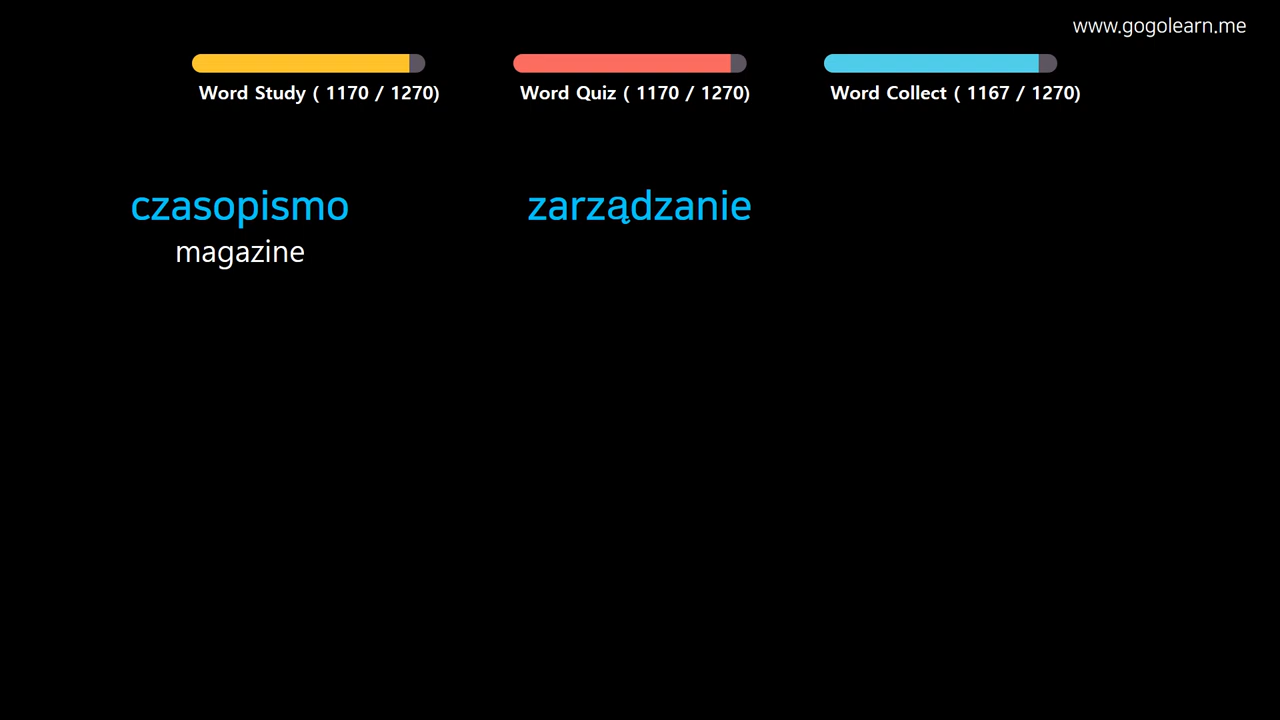 www.gogolearn.me
Word Study ( 1170 / 1270)
Word Quiz ( 1170 / 1270)
Word Collect ( 1167 / 1270)
czasopismo
magazine
zarządzanie